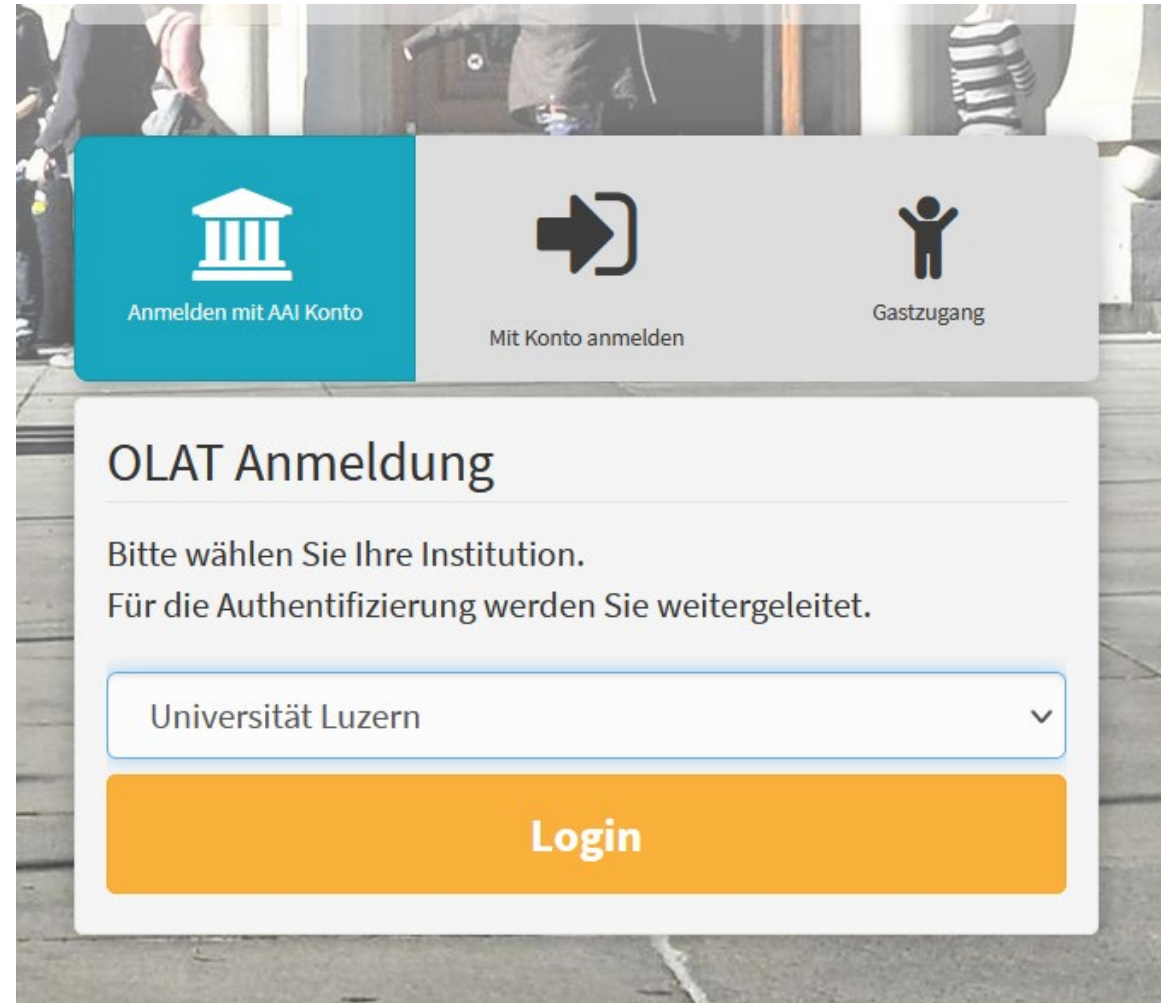 Anmelden mit AAI Konto
Mit Konto anmelden
Gastzugang
OLAT Anmeldung
Bitte wählen Sie Ihre Institution.
Für die Authentifizierung werden Sie weitergeleitet.
Universität Luzern
Login